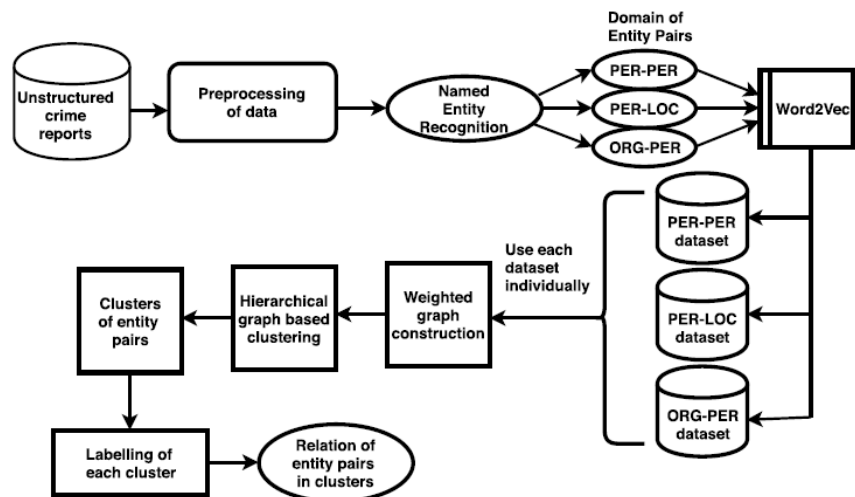 Domain of
Entity Pairs
Unstructured
crime
reports
Preprocessing
of data
Named
Entity
Recognition
PER-PER
PER-LOC
ORG-PER
Word2Vec
PER-PER
dataset
PER-LOC
dataset
ORG-PER
dataset
Use each
dataset
individually
Weighted
graph
construction
Hierarchical
graph based
clustering
Clusters
of entity
pairs
Labelling of
each cluster
Relation of
entity pairs
in clusters